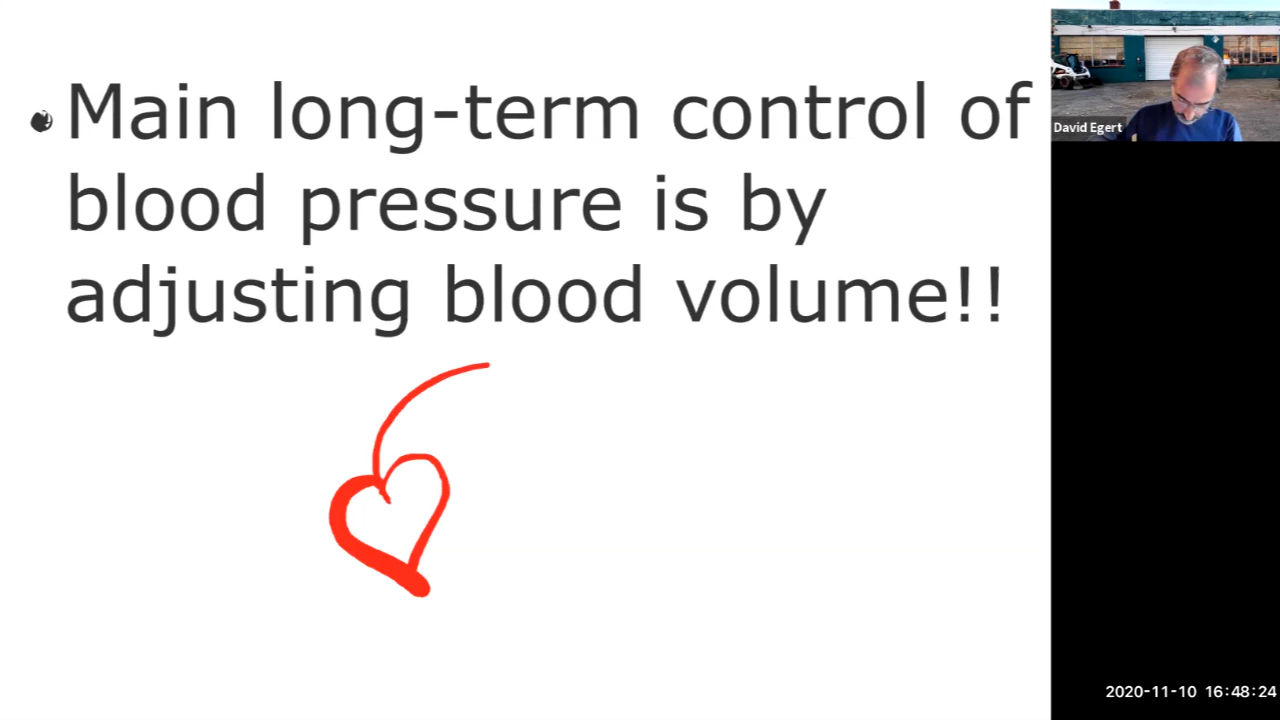 Main long-term control of
blood pressure is by
adjusting blood volume!!
David Egert
2020-11-10 16:48:24